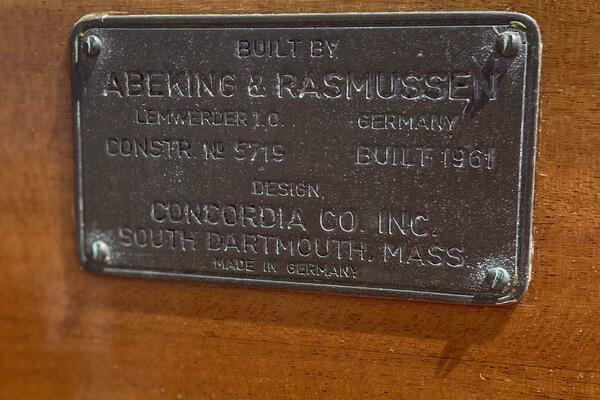 BUILT BY
ABEKING & RASMUSSEN
LEMWERDER I.O. GERMANY
CONSTR. № 5719 BUILT 1961
DESIGN.
CONCORDIA CO. INC.
SOUTH DARTMOUTH, MASS.
MADE IN GERMANY